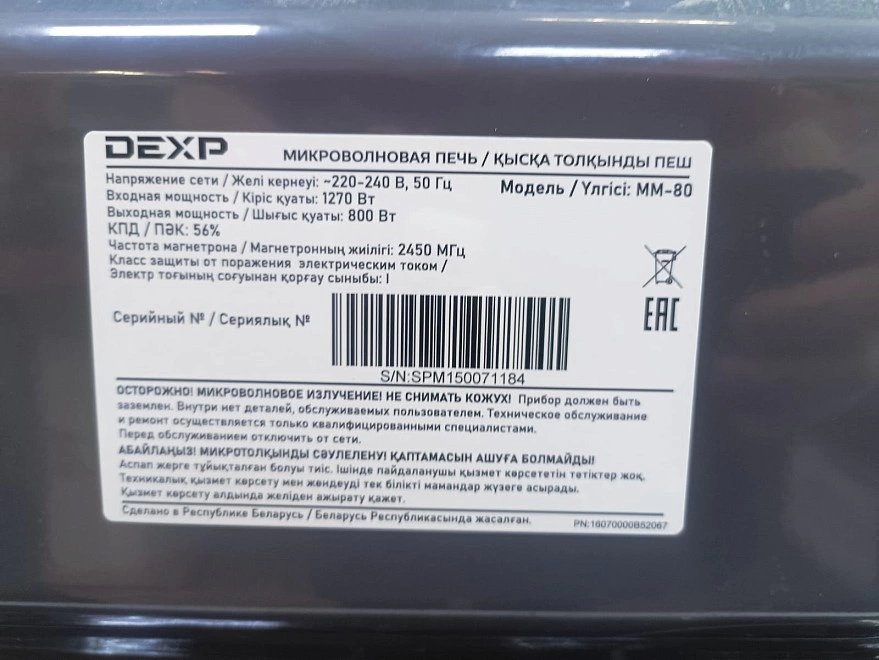 DEXP
МИКРОВОЛНОВАЯ ПЕЧЬ / ҚЫСҚА ТОЛҚЫНДЫ ПЕШ
Напряжение сети / Желі кернеуі: ~220-240 В, 50 Гц
Модель / Үлгісі: MM-80
Входная мощность / Кіріс қуаты: 1270 Вт
Выходная мощность / Шығыс қуаты: 800 Вт
КПД / ПӘК: 56%
Частота магнетрона / Магнетронның жиілігі: 2450 МГц
Класс защиты от поражения электрическим током /
Электр тоғының соғуынан қорғау сыныбы: I
EAC
Серийный № / Сериялық №
S/N:SPM150071184
ОСТОРОЖНО! МИКРОВОЛНОВОЕ ИЗЛУЧЕНИЕ! НЕ СНИМАТЬ КОЖУХ! Прибор должен быть
заземлен. Внутри нет деталей, обслуживаемых пользователем. Техническое обслуживание
и ремонт осуществляется только квалифицированными специалистами.
Перед обслуживанием отключить от сети.
АБАЙЛАҢЫЗ! МИКРОТОЛҚЫНДЫ СӘУЛЕЛЕНУ! ҚАПТАМАСЫН АШУҒА БОЛМАЙДЫ!
Аспап жерге тұйықталған болуы тиіс. Ішінде пайдаланушы қызмет көрсететін тетіктер жоқ.
Техникалық қызмет көрсету мен жөндеуді тек білікті мамандар жүзеге асырады.
Қызмет көрсету алдында желіден ажырату қажет.
Сделано в Республике Беларусь / Беларусь Республикасында жасалған.
PN:16070000B52067